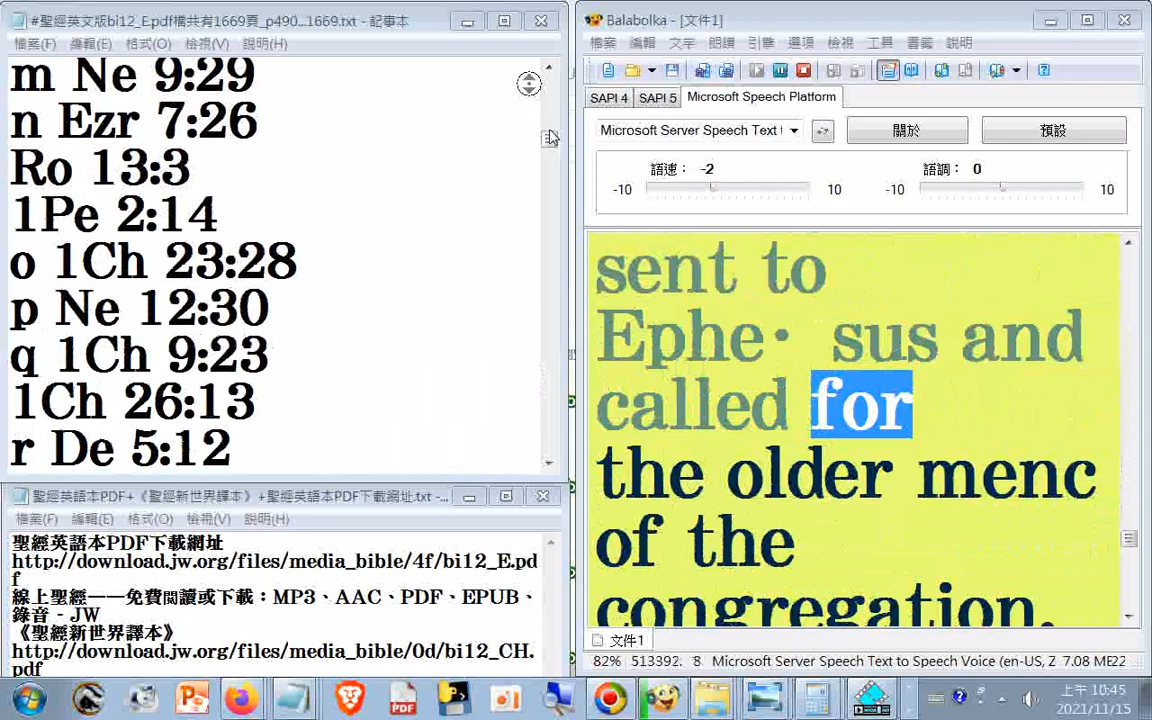 #聖經英文版bi12_E.pdf檔共有1669頁_p490...1669.txt - 記事本
檔案(F) 編輯(E) 格式(O) 檢視(V) 說明(H)
m Ne 9:29
n Ezr 7:26
Ro 13:3
1Pe 2:14
o 1Ch 23:28
p Ne 12:30
q 1Ch 9:23
1Ch 26:13
r De 5:12
聖經英語本PDF+《聖經新世界譯本》+聖經英語本PDF下載網址.txt -...
檔案(F) 編輯(E) 格式(O) 檢視(V) 說明(H)
聖經英語本PDF下載網址
http://download.jw.org/files/media_bible/4f/bi12_E.pd
f
線上聖經——免費閱讀或下載：MP3、AAC、PDF、EPUB、
錄音 - JW
《聖經新世界譯本》
http://download.jw.org/files/media_bible/0d/bi12_CH.
pdf
Balabolka - [文件1]
檔案 編輯 文字 朗讀 引擎 選項 檢視 工具 書籤 說明
SAPI 4 SAPI 5 Microsoft Speech Platform
Microsoft Server Speech Text 關於 預設
語速： -2 語調： 0
-10 10 -10 10
sent to
Ephe· sus and
called for
the older menc
of the
congregation.
文件1
82% 513392. Microsoft Server Speech Text to Speech Voice (en-US, Z 7.08 ME22
PDF
上午 10:45
2021/11/15